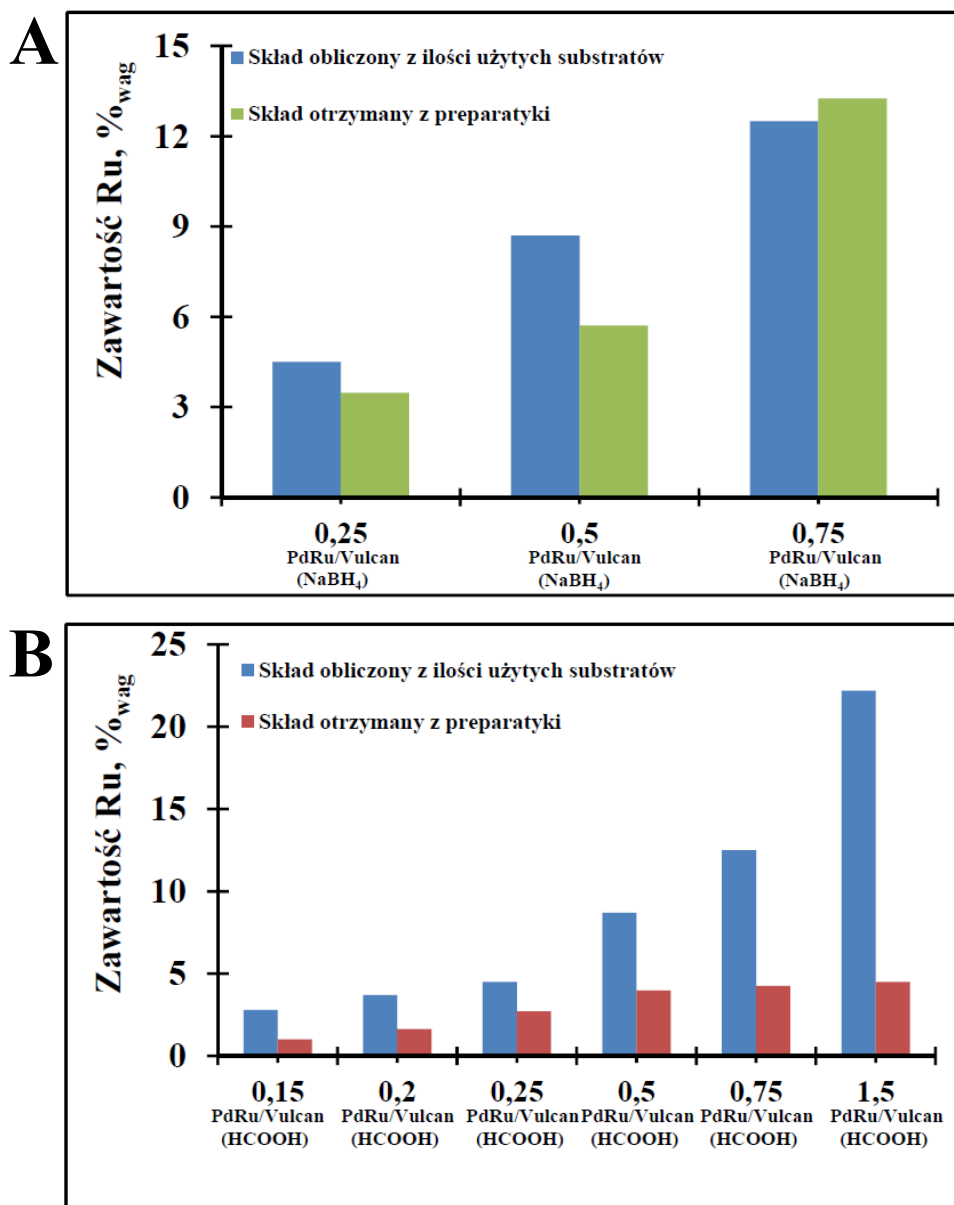 A
15
Skład obliczony z ilości użytych substratów
Skład otrzymany z preparatyki
12
9
6
3
0
Zawartość Ru, %wag
0,25 0,5 0,75
PdRu/Vulcan PdRu/Vulcan PdRu/Vulcan
(NaBH4) (NaBH4) (NaBH4)
B
25
Skład obliczony z ilości użytych substratów
Skład otrzymany z preparatyki
20
15
10
5
0
Zawartość Ru, %wag
0,15 0,2 0,25 0,5 0,75 1,5
PdRu/Vulcan PdRu/Vulcan PdRu/Vulcan PdRu/Vulcan PdRu/Vulcan PdRu/Vulcan
(HCOOH) (HCOOH) (HCOOH) (HCOOH) (HCOOH) (HCOOH)